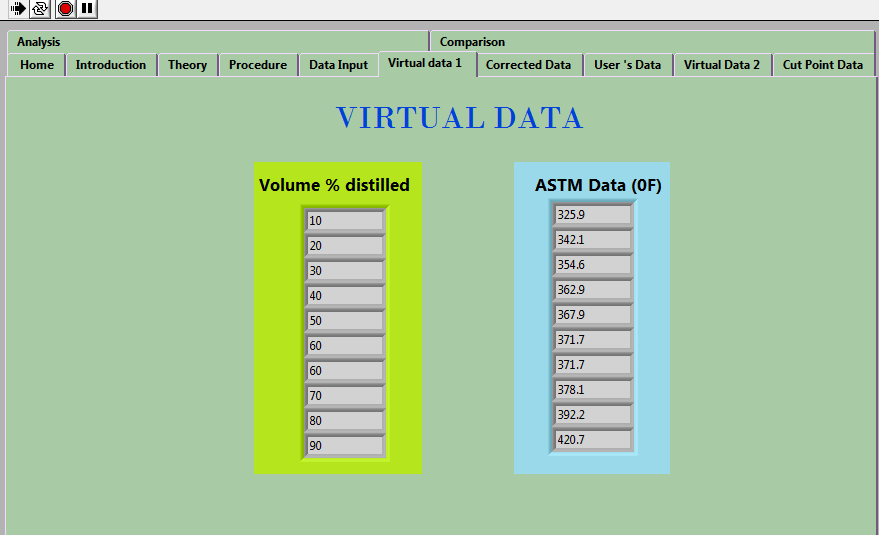 Analysis Comparison
Home Introduction Theory Procedure Data Input Virtual data 1 Corrected Data User 's Data Virtual Data 2 Cut Point Data
VIRTUAL DATA
Volume % distilled ASTM Data (0F)
10 325.9
20 342.1
30 354.6
40 362.9
50 367.9
60 371.7
60 371.7
70 378.1
80 392.2
90 420.7